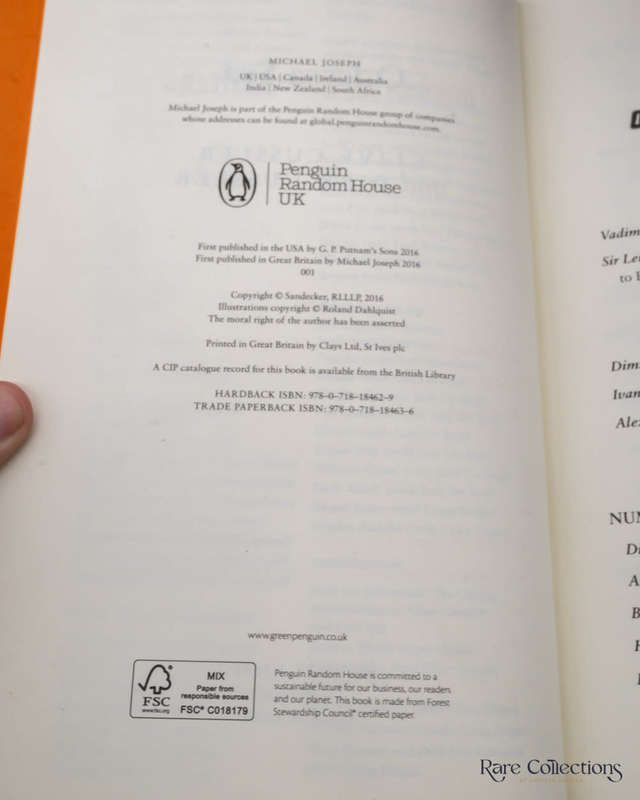 MICHAEL JOSEPH
UK | USA | Canada | Ireland | Australia
India | New Zealand | South Africa
Michael Joseph is part of the Penguin Random House group of companies
whose addresses can be found at global.penguinrandomhouse.com.
Penguin
Random House
UK
First published in the USA by G. P. Putnam's Sons 2016
First published in Great Britain by Michael Joseph 2016
001
Copyright © Sandecker, RLLLP, 2016
Illustrations copyright © Roland Dahlquist
The moral right of the author has been asserted
Printed in Great Britain by Clays Ltd, St Ives plc
A CIP catalogue record for this book is available from the British Library
HARDBACK ISBN: 978-0-718-18462-9
TRADE PAPERBACK ISBN: 978-0-718-18463-6
www.greenpenguin.co.uk
FSC
www.fsc.org
MIX
Paper from
responsible sources
FSC® C018179
Penguin Random House is committed to a
sustainable future for our business, our readers
and our planet. This book is made from Forest
Stewardship Council® certified paper.
Vadim
Sir Le
to
Dim
Ivan
Ale
NU
D
A
B
Rare Collections